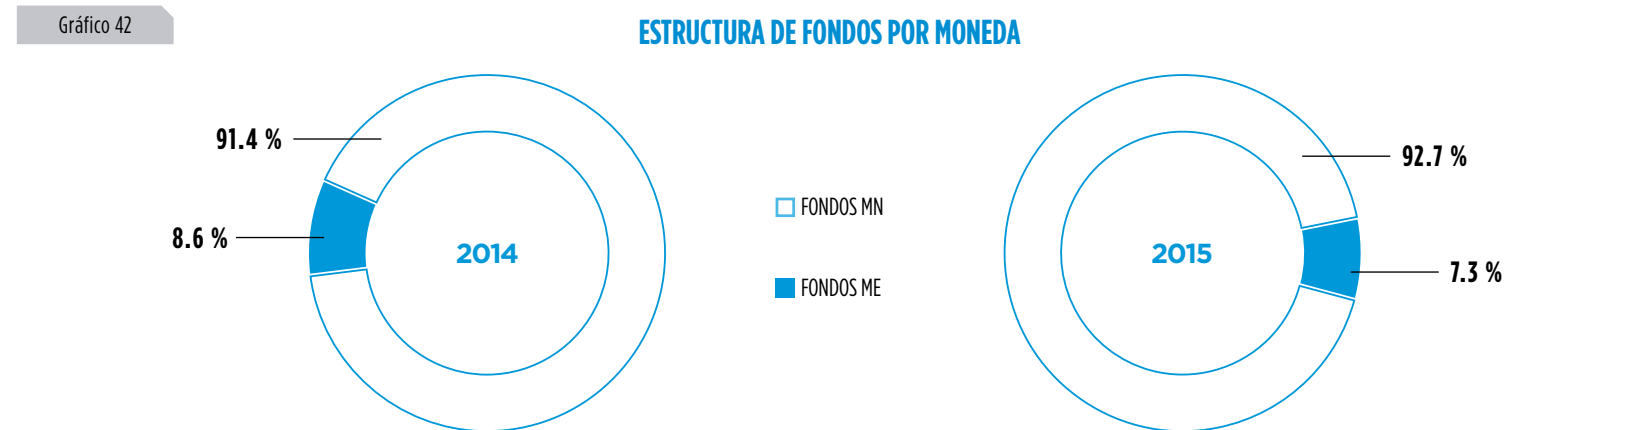 Gráfico 42
ESTRUCTURA DE FONDOS POR MONEDA
91.4 %
8.6 %
2014
FONDOS MN
FONDOS ME
2015
92.7 %
7.3 %